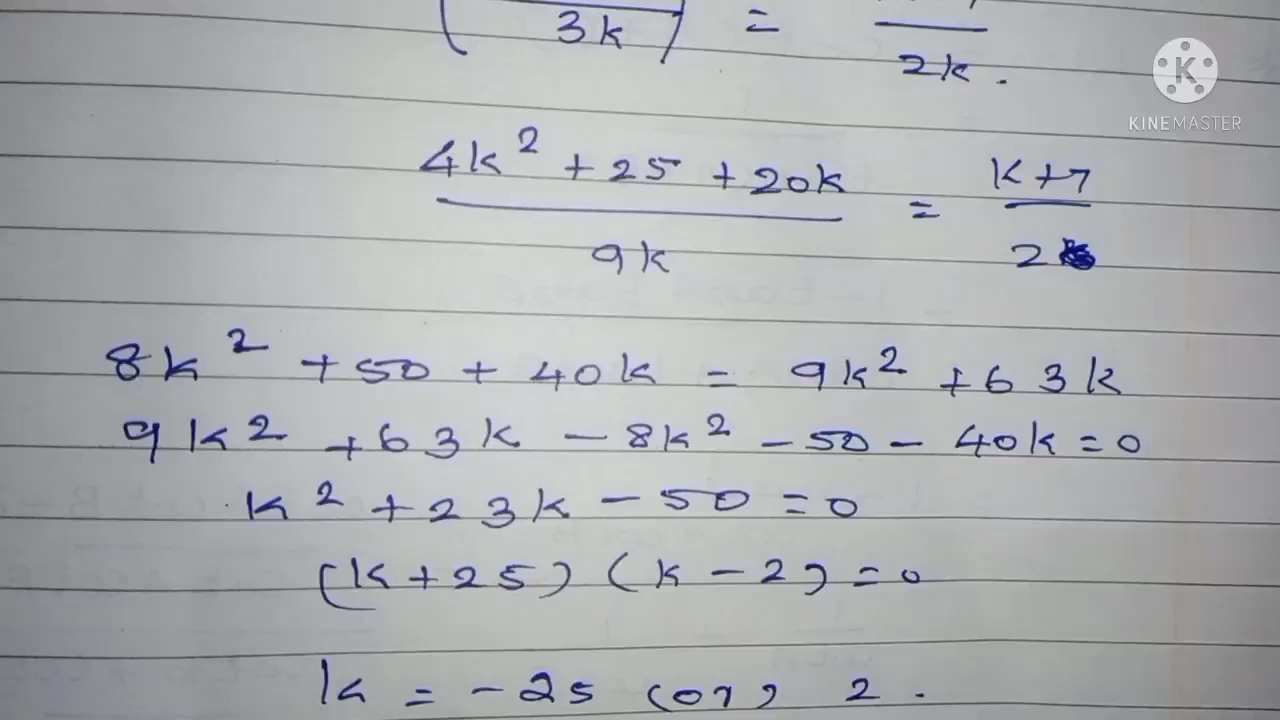 3k =
2k .
4k² + 25 + 20k = k+7
9k 2
8k² + 50 + 40k = 9k² + 63k
9k² + 63k - 8k² - 50 - 40k = 0
k² + 23k - 50 = 0
(k + 25) (k - 2) = 0
k = -25 (or) 2 .
K
KINEMASTER